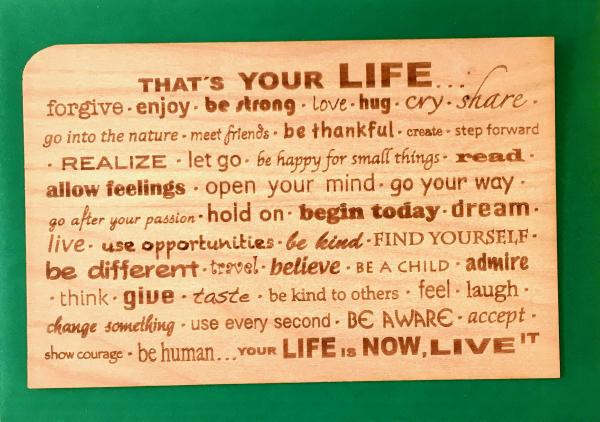 THAT'S YOUR LIFE...
forgive · enjoy · be strong · love · hug · cry · share ·
go into the nature · meet friends · be thankful · create · step forward
· REALIZE · let go · be happy for small things · read ·
allow feelings · open your mind · go your way ·
go after your passion · hold on · begin today · dream ·
live · use opportunities · be kind · FIND YOURSELF ·
be different · travel · believe · BE A CHILD · admire
· think · give · taste · be kind to others · feel · laugh ·
change something · use every second · BE AWARE · accept ·
show courage · be human... YOUR LIFE is NOW, LIVE IT